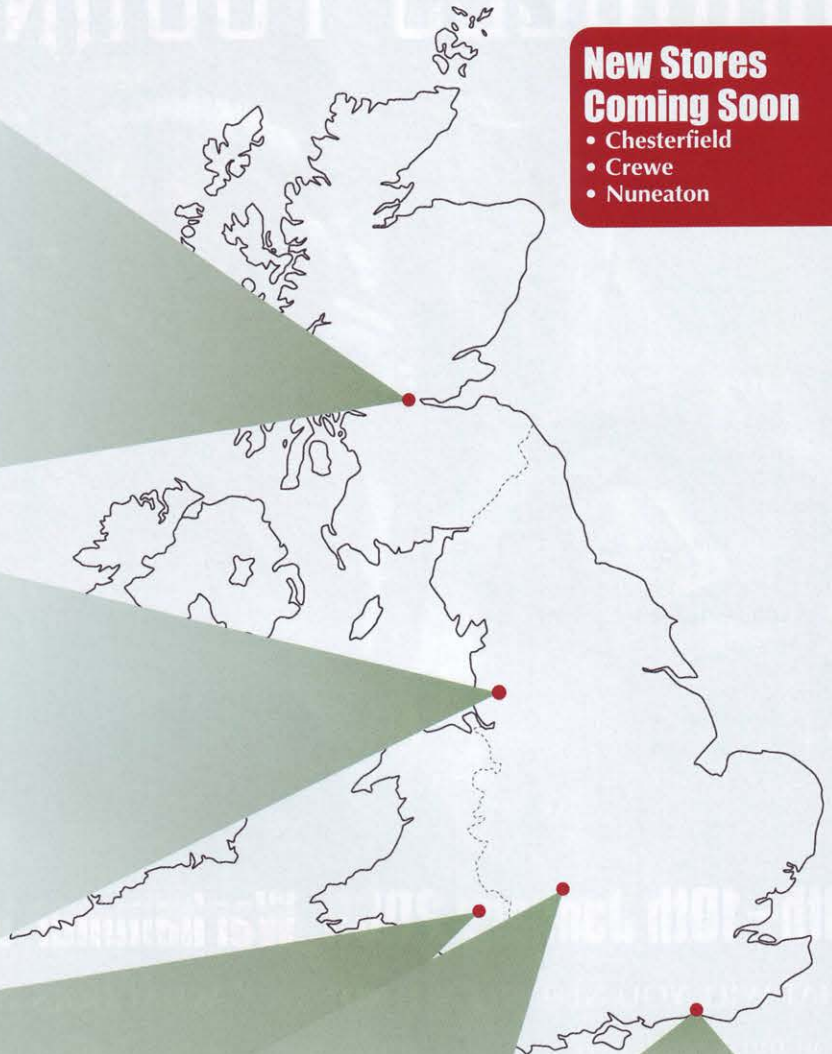 New Stores
Coming Soon
• Chesterfield
• Crewe
• Nuneaton